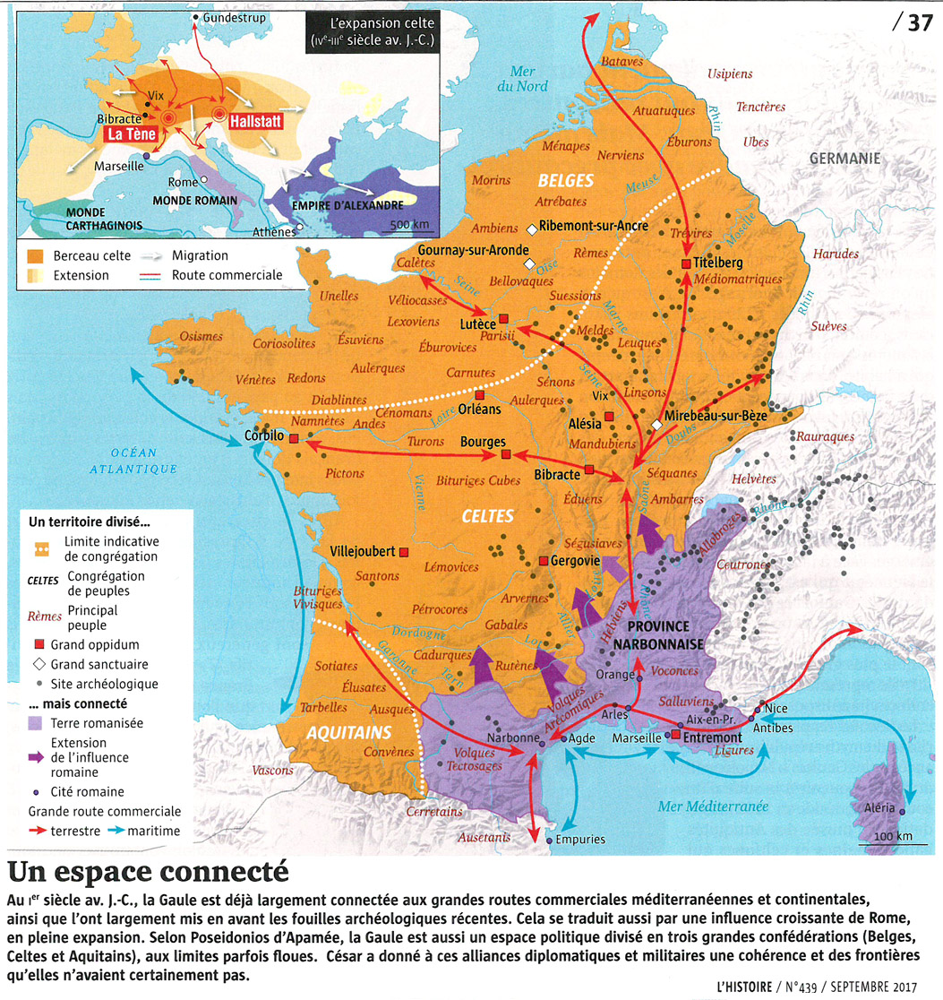 / 37
L'expansion celte
(IVe-IIIe siècle av. J.-C.)
Gundestrup
Vix
Bibracte
La Tène
Hallstatt
Marseille
Rome
MONDE ROMAIN
MONDE
CARTHAGINOIS
EMPIRE D'ALEXANDRE
Athènes
500 km
Berceau celte
Extension
Migration
Route commerciale
Mer
du Nord
Bataves
Usipiens
Tenctères
Atuatuques
Rhin
Ubes
Éburons
Ménapes
Nerviens
GERMANIE
Morins
BELGES
Meuse
Atrébates
Ambiens
Ribemont-sur-Ancre
Trévires
Moselle
Gournay-sur-Aronde
Rèmes
Harudes
Calètes
Oise
Titelberg
Médiomatriques
Seine
Bellovaques
Unelles
Véliocasses
Suessions
Rhin
Lexoviens
Lutèce
Marne
Suèves
Osismes
Coriosolites
Ésuviens
Éburovices
Parisii
Meldes
Leuques
Aulerques
Carnutes
Seine
Vénètes
Redons
Sénons
Diablintes
Aulerques
Vix
Lingons
Cénomans
Loire
Orléans
Namnètes
Andes
Alésia
Mirebeau-sur-Bèze
Corbilo
Turons
Bourges
Mandubiens
Doubs
Rauraques
OCÉAN
ATLANTIQUE
Pictons
Vienne
Bituriges Cubes
Bibracte
Séquanes
Helvètes
Éduens
Saône
Ambarres
Rhône
CELTES
Allobroges
Villejoubert
Ségusiaves
Gergovie
Santons
Lémovices
Ceutrones
Bituriges
Vivisques
Arvernes
Pétrocores
Allier
Rhône
Gabales
Helviens
PROVINCE
NARBONNAISE
Dordogne
Garonne
Cadurques
Rutènes
Tarn
Sotiates
Orange
Voconces
Élusates
Volques
Arécomiques
Salluviens
Tarbelles
Ausques
Arles
Nice
Aix-en-Pr.
Antibes
AQUITAINS
Narbonne
Agde
Marseille
Entremont
Convènes
Volques
Tectosages
Ligures
Vascons
Cerretains
Mer Méditerranée
Aléria
Ausetanis
Empuries
100 km
Un territoire divisé...
Limite indicative
de congrégation
CELTES
Congrégation
de peuples
Rèmes
Principal
peuple
Grand oppidum
Grand sanctuaire
Site archéologique
... mais connecté
Terre romanisée
Extension
de l'influence
romaine
Cité romaine
Grande route commerciale
terrestre
maritime
Un espace connecté
Au Ier siècle av. J.-C., la Gaule est déjà largement connectée aux grandes routes commerciales méditerranéennes et continentales,
ainsi que l'ont largement mis en avant les fouilles archéologiques récentes. Cela se traduit aussi par une influence croissante de Rome,
en pleine expansion. Selon Poseidonios d'Apamée, la Gaule est aussi un espace politique divisé en trois grandes confédérations (Belges,
Celtes et Aquitains), aux limites parfois floues. César a donné à ces alliances diplomatiques et militaires une cohérence et des frontières
qu'elles n'avaient certainement pas.
L'HISTOIRE / N°439 / SEPTEMBRE 2017